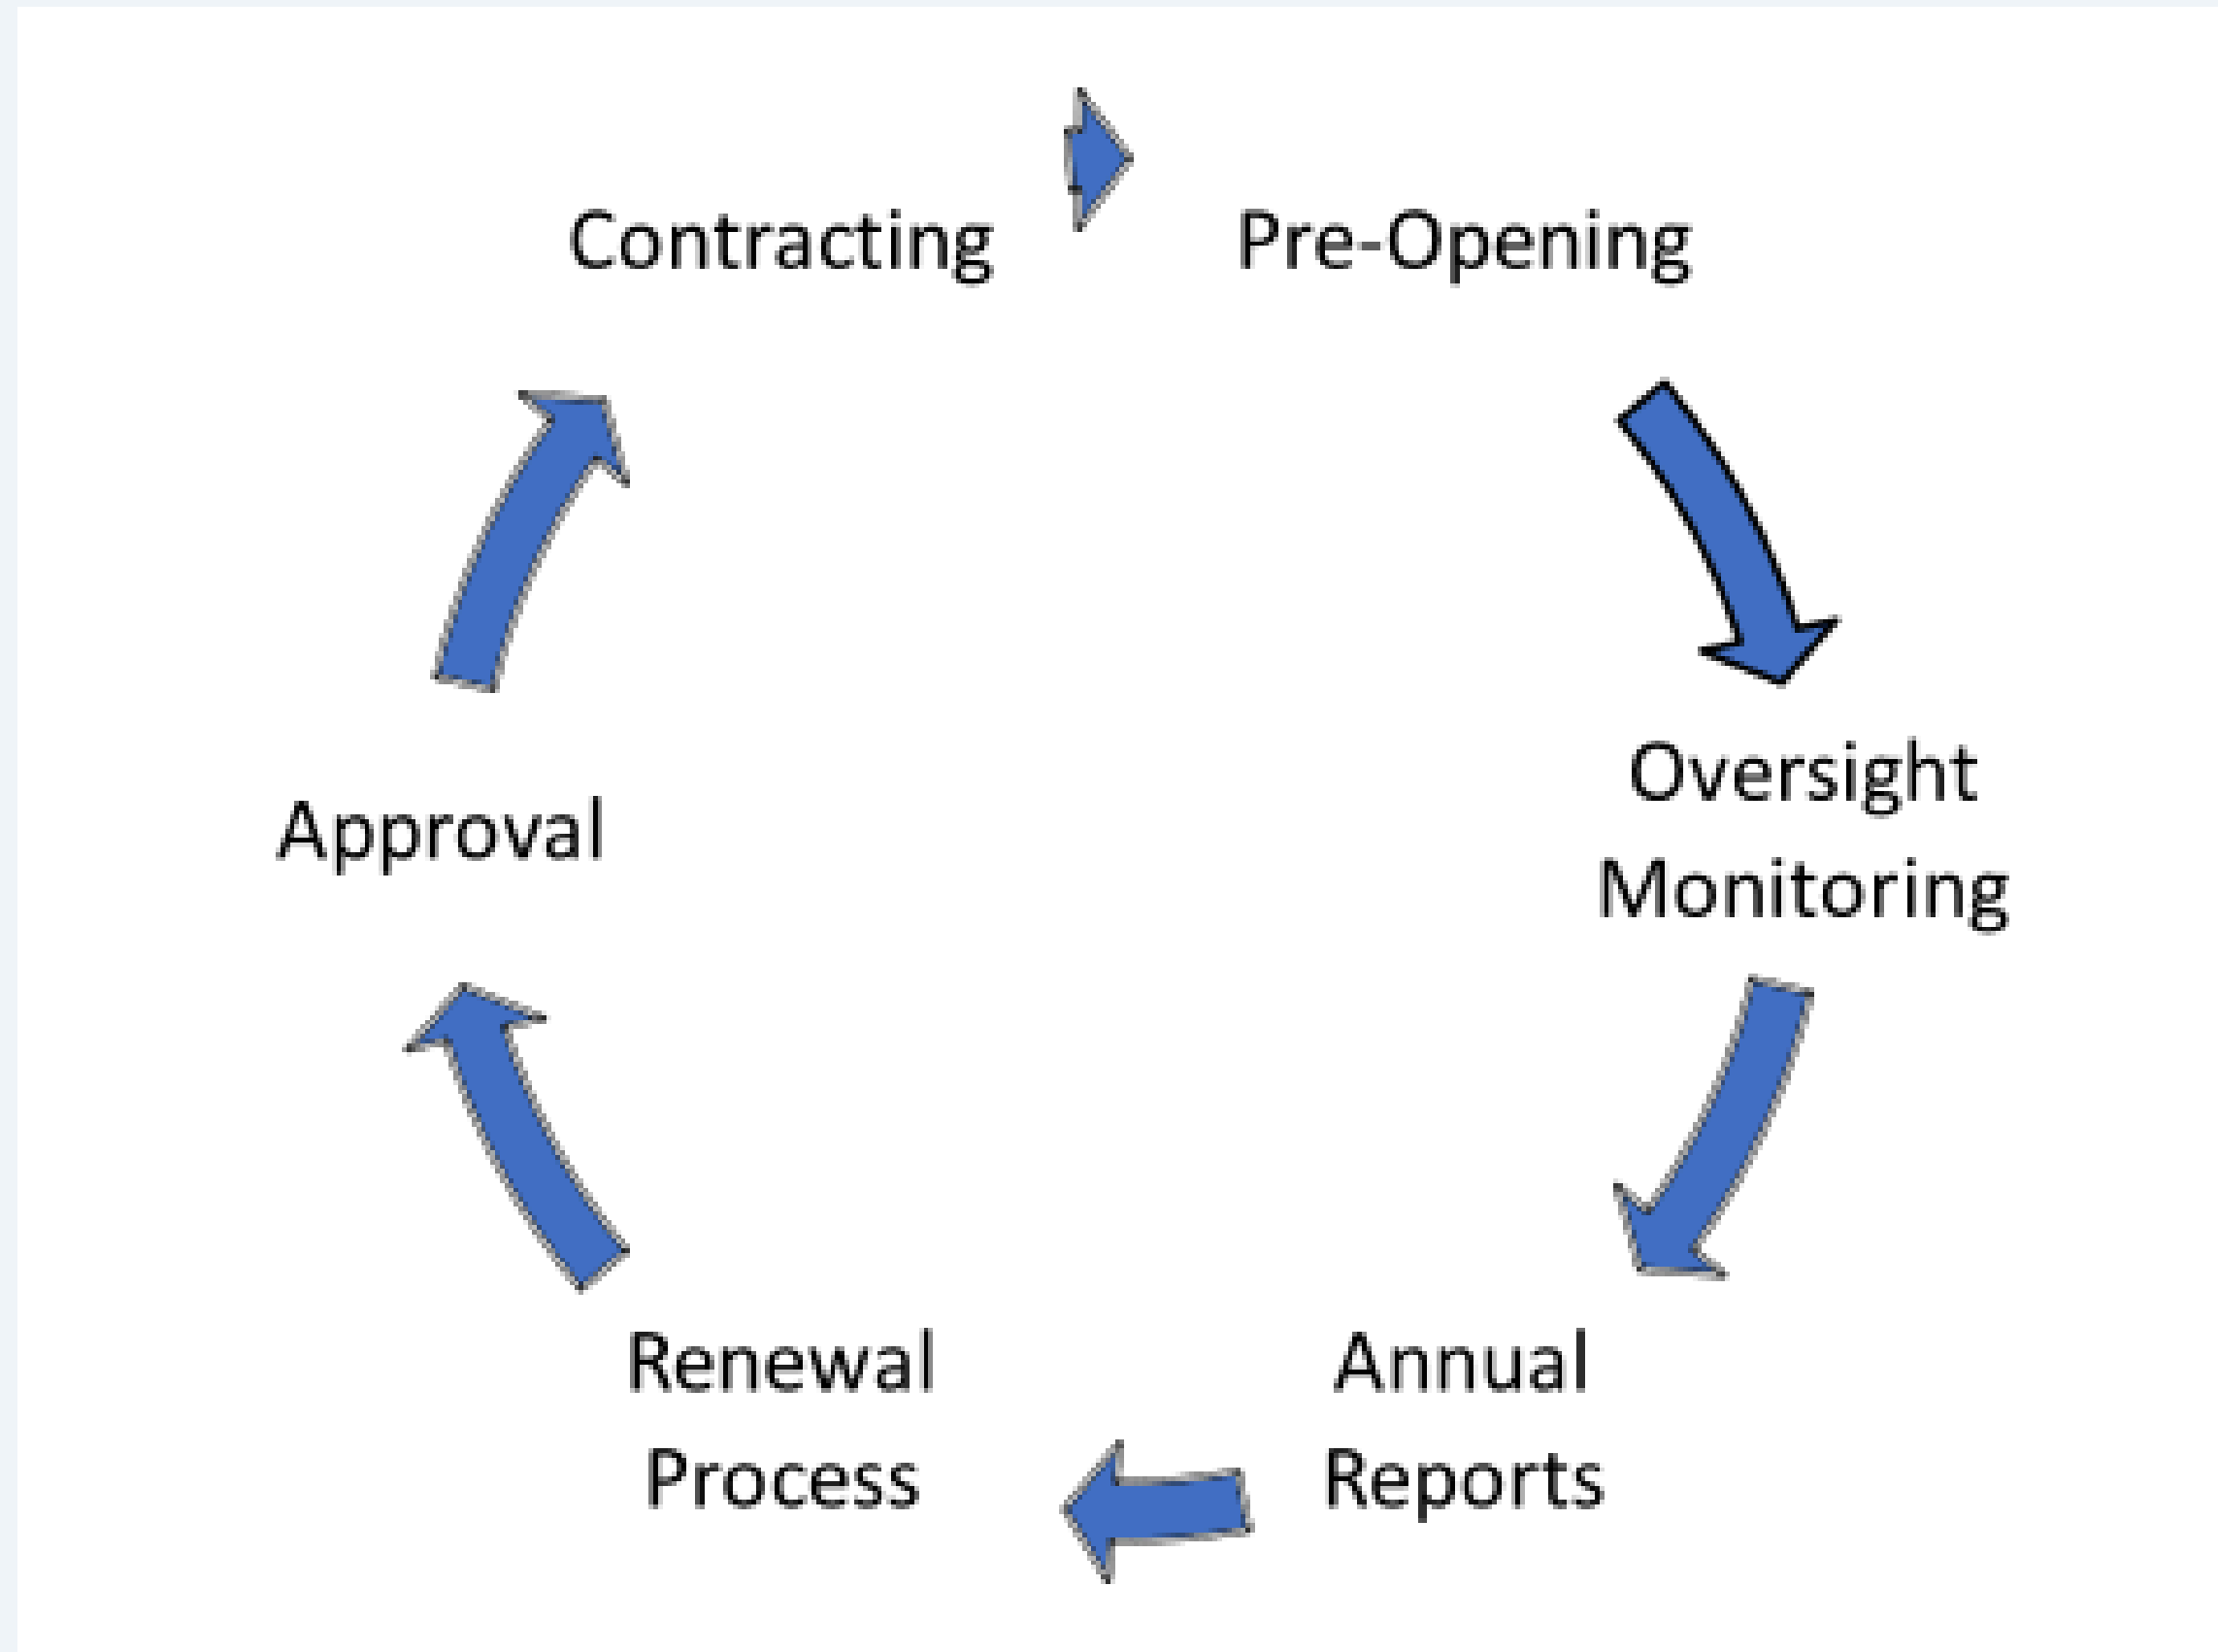 Contracting
Pre-Opening
Oversight
Monitoring
Annual
Reports
Renewal
Process
Approval